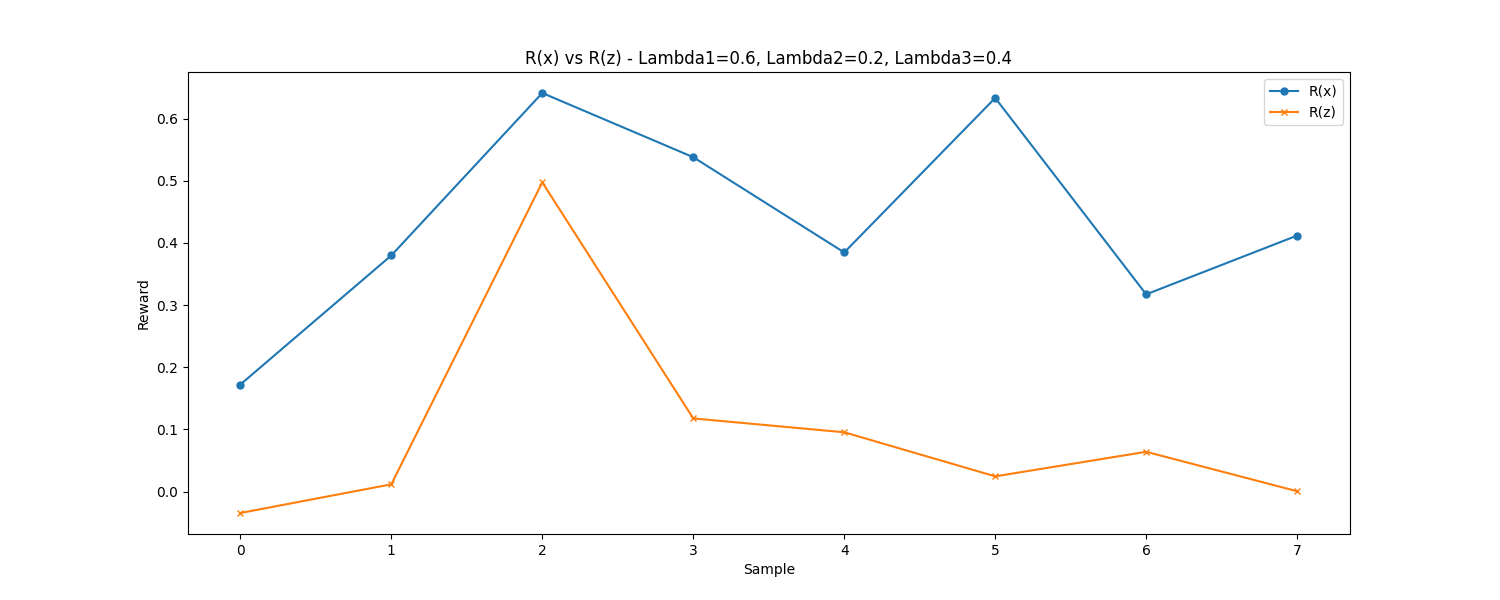 R(x) vs R(z) - Lambda1=0.6, Lambda2=0.2, Lambda3=0.4
R(x)
R(z)
0.6
0.5
0.4
0.3
0.2
0.1
0.0
Reward
0 1 2 3 4 5 6 7
Sample